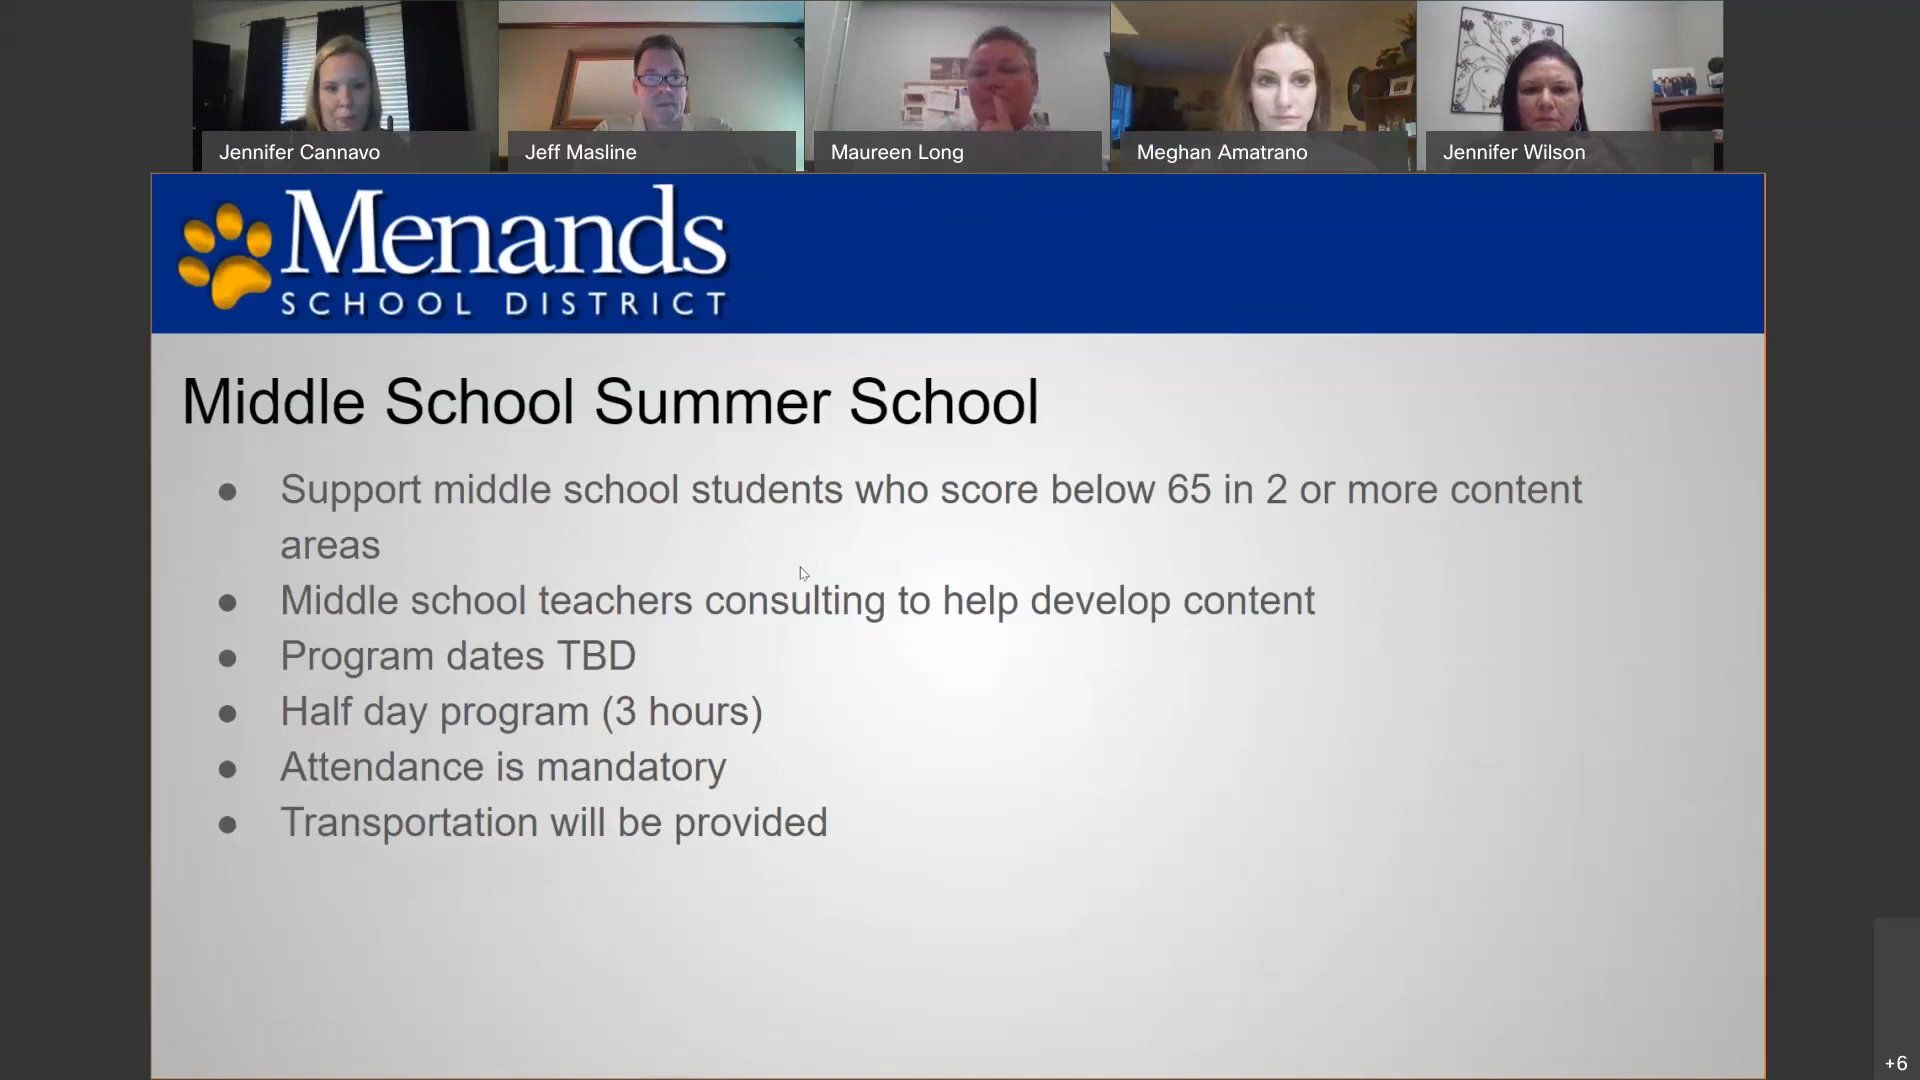 Jennifer Cannavo
Jeff Masline
Maureen Long
Meghan Amatrano
Jennifer Wilson
Menands
SCHOOL DISTRICT
Middle School Summer School
● Support middle school students who score below 65 in 2 or more content
areas
● Middle school teachers consulting to help develop content
● Program dates TBD
● Half day program (3 hours)
● Attendance is mandatory
● Transportation will be provided
+6